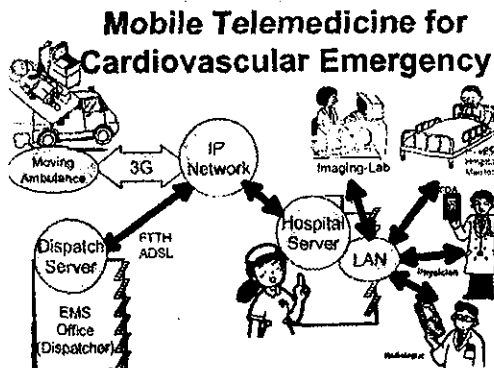 Mobile Telemedicine for
Cardiovascular Emergency
Moving
Ambulance
3G
IP
Network
Imaging-Lab
PDA
Hospital
Server
LAN
Physician
Dispatch
Server
FTTH
ADSL
EMS
Office
(Dispatcher)